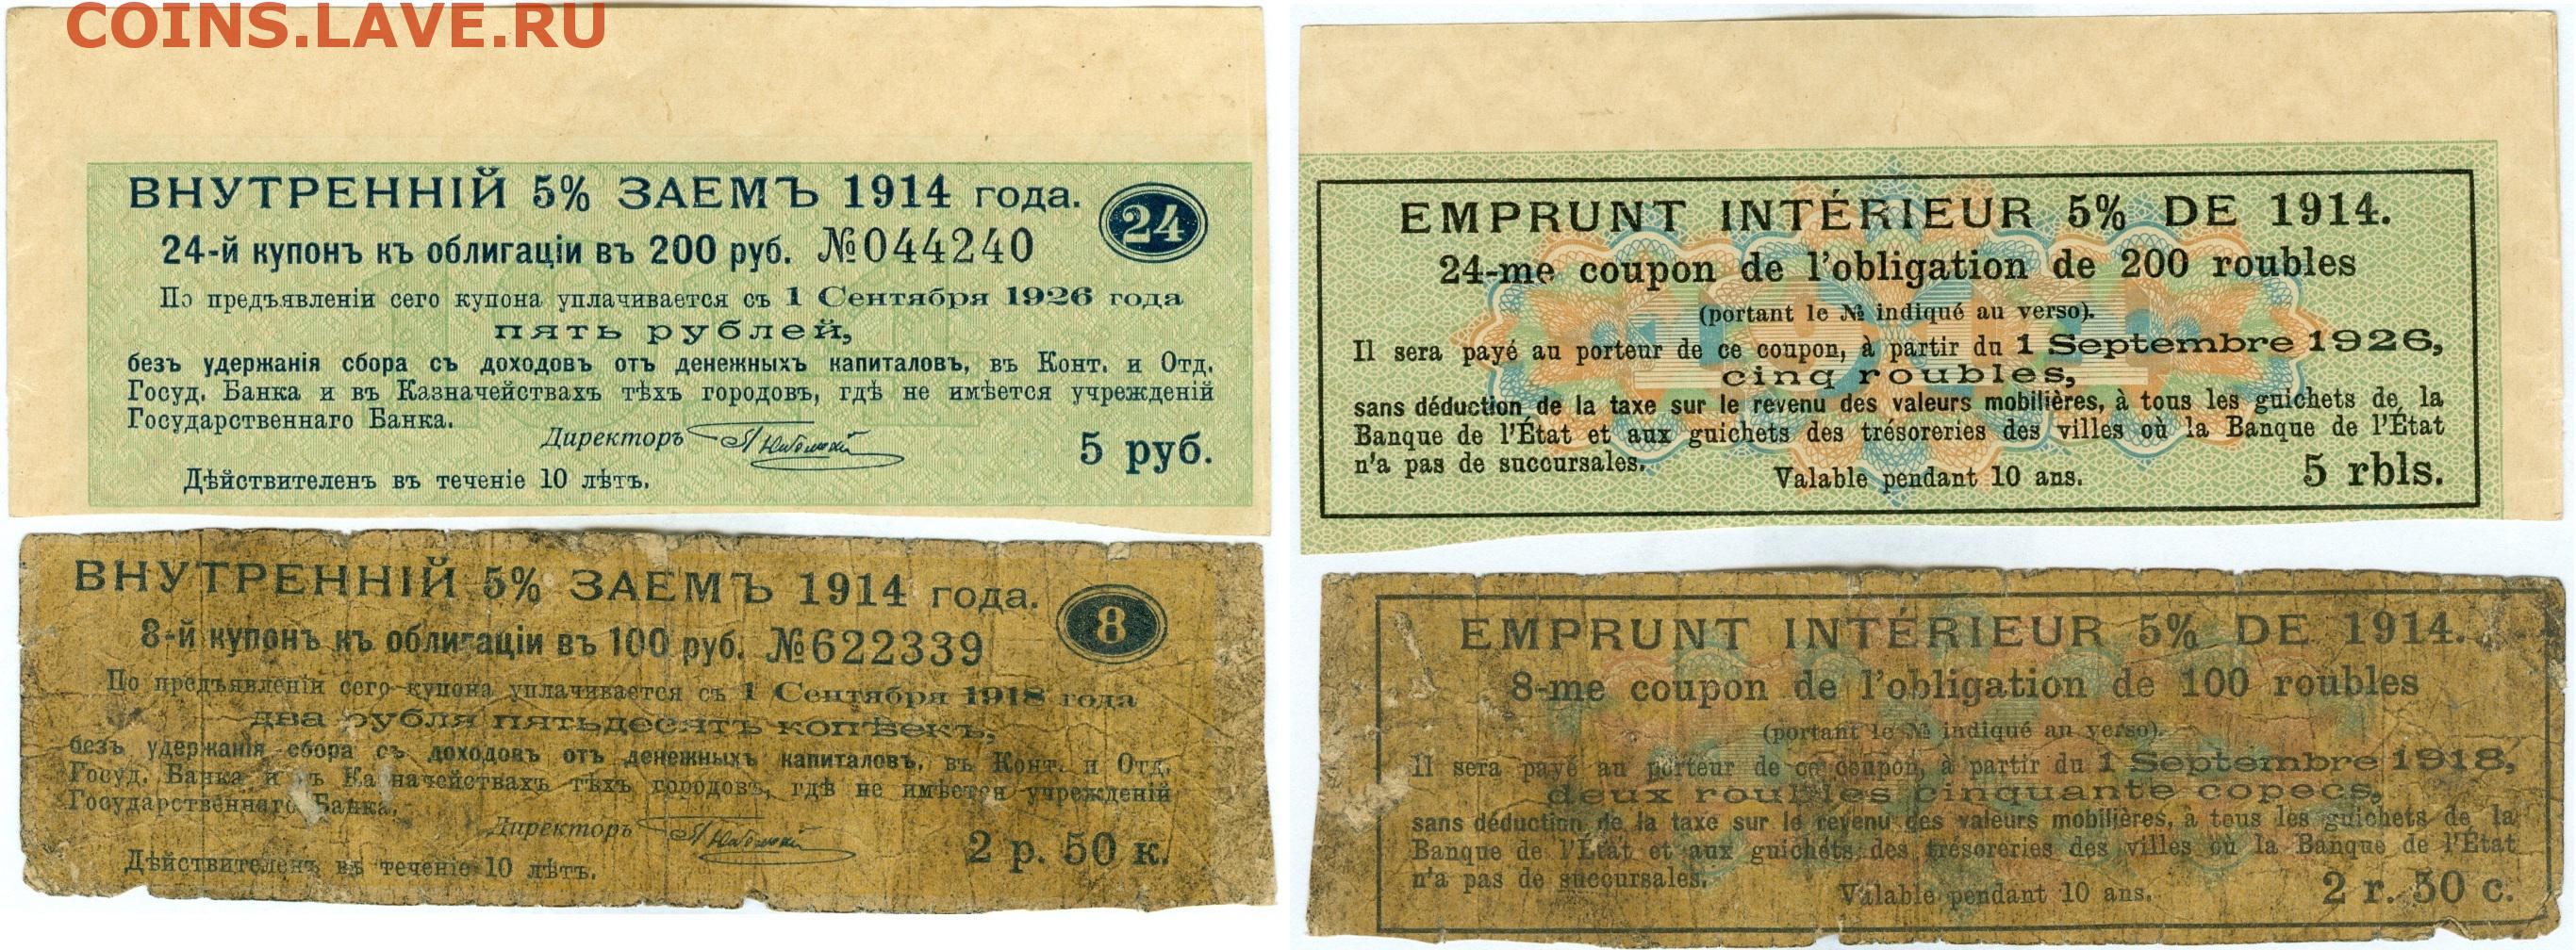 COINS.LAVE.RU
ВНУТРЕННІЙ 5% ЗАЕМЪ 1914 года.
24
24-й купонъ къ облигаціи въ 200 руб. №044240
По предъявленіи сего купона уплачивается съ 1 Сентября 1926 года
пять рублей,
безъ удержанія сбора съ доходовъ отъ денежныхъ капиталовъ, въ Конт. и Отд.
Госуд. Банка и въ Казначействахъ тѣхъ городовъ, гдѣ не имѣется учрежденій
Государственнаго Банка.
Директоръ
5 руб.
Дѣйствителенъ въ теченіе 10 лѣтъ.
EMPRUNT INTÉRIEUR 5% DE 1914.
24-me coupon de l'obligation de 200 roubles
(portant le № indiqué au verso).
Il sera payé au porteur de ce coupon, à partir du 1 Septembre 1926,
cinq roubles,
sans déduction de la taxe sur le revenu des valeurs mobilières, à tous les guichets de la
Banque de l'État et aux guichets des trésoreries des villes où la Banque de l'État
n'a pas de succursales.
Valable pendant 10 ans.
5 rbls.
ВНУТРЕННІЙ 5% ЗАЕМЪ 1914 года.
8
8-й купонъ къ облигаціи въ 100 руб. №622339
По предъявленіи сего купона уплачивается съ 1 Сентября 1918 года
два рубля пятьдесятъ копѣекъ,
безъ удержанія сбора съ доходовъ отъ денежныхъ капиталовъ, въ Конт. и Отд.
Госуд. Банка и въ Казначействахъ тѣхъ городовъ, гдѣ не имѣется учрежденій
Государственнаго Банка.
Директоръ
2 р. 50 к.
Дѣйствителенъ въ теченіе 10 лѣтъ.
EMPRUNT INTÉRIEUR 5% DE 1914.
8-me coupon de l'obligation de 100 roubles
(portant le № indiqué au verso).
Il sera payé au porteur de ce coupon, à partir du 1 Septembre 1918,
deux roubles cinquante copecs,
sans déduction de la taxe sur le revenu des valeurs mobilières, à tous les guichets de la
Banque de l'État et aux guichets des trésoreries des villes où la Banque de l'État
n'a pas de succursales.
Valable pendant 10 ans.
2 r. 50 c.